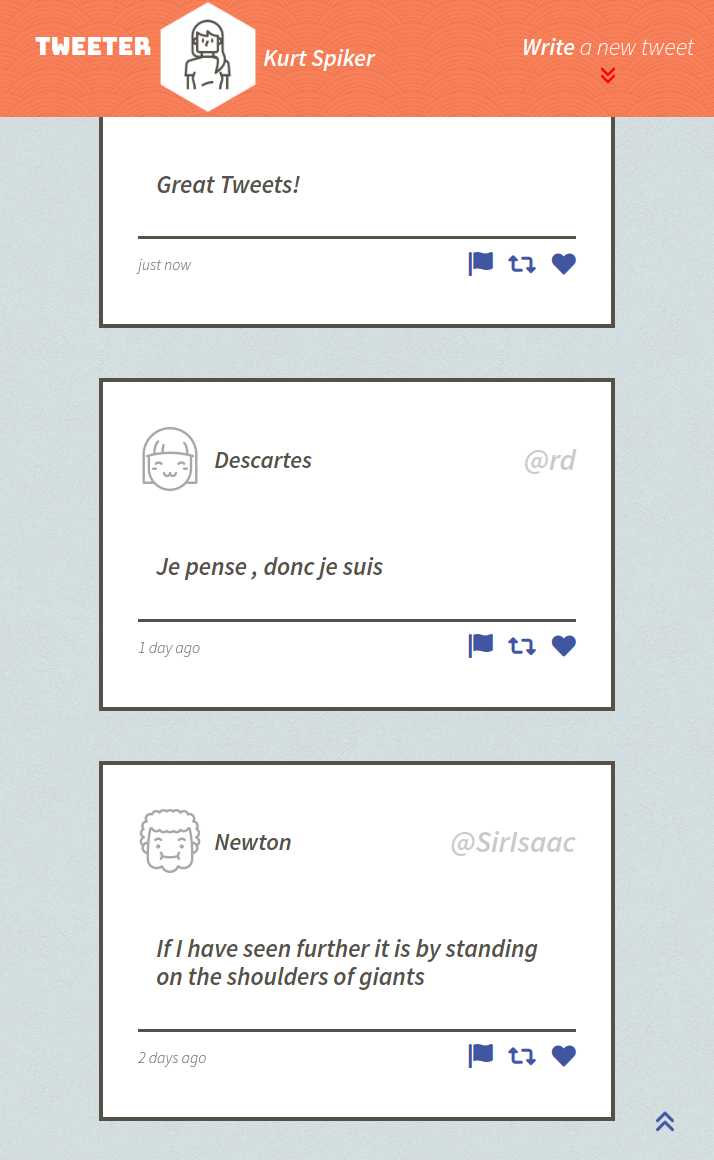 TWEETER
Kurt Spiker
Write a new tweet
Great Tweets!
just now
Descartes
@rd
Je pense , donc je suis
1 day ago
Newton
@SirIsaac
If I have seen further it is by standing
on the shoulders of giants
2 days ago